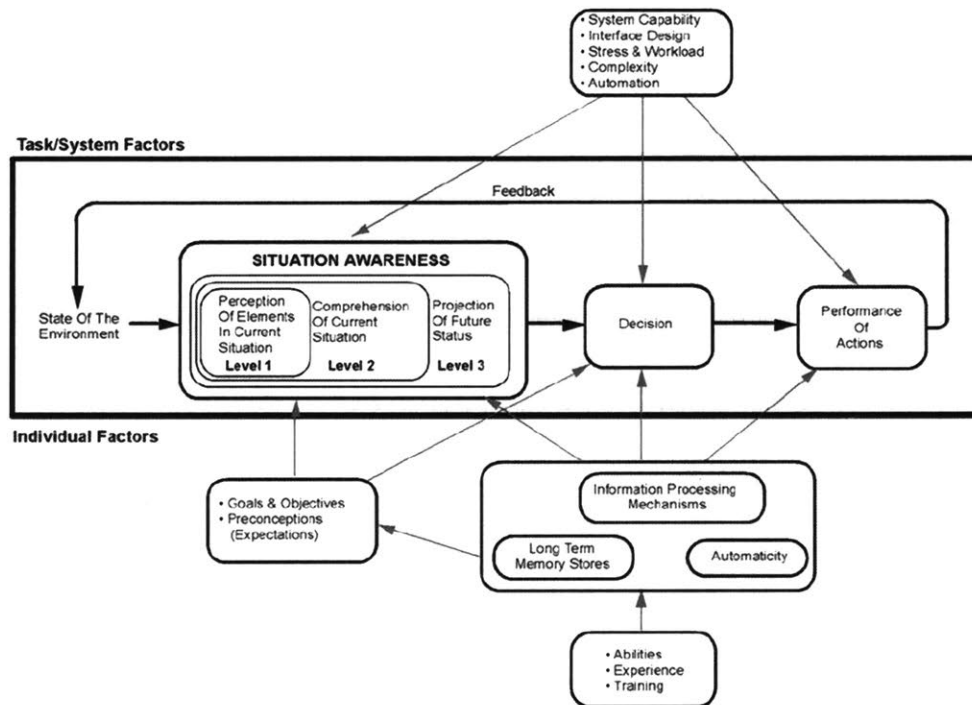 • System Capability
• Interface Design
• Stress & Workload
• Complexity
• Automation
Task/System Factors
Feedback
SITUATION AWARENESS
State Of The
Environment
Perception
Of Elements
In Current
Situation
Level 1
Comprehension
Of Current
Situation
Level 2
Projection
Of Future
Status
Level 3
Decision
Performance
Of
Actions
Individual Factors
• Goals & Objectives
• Preconceptions
(Expectations)
Information Processing
Mechanisms
Long Term
Memory Stores
Automaticity
• Abilities
• Experience
• Training